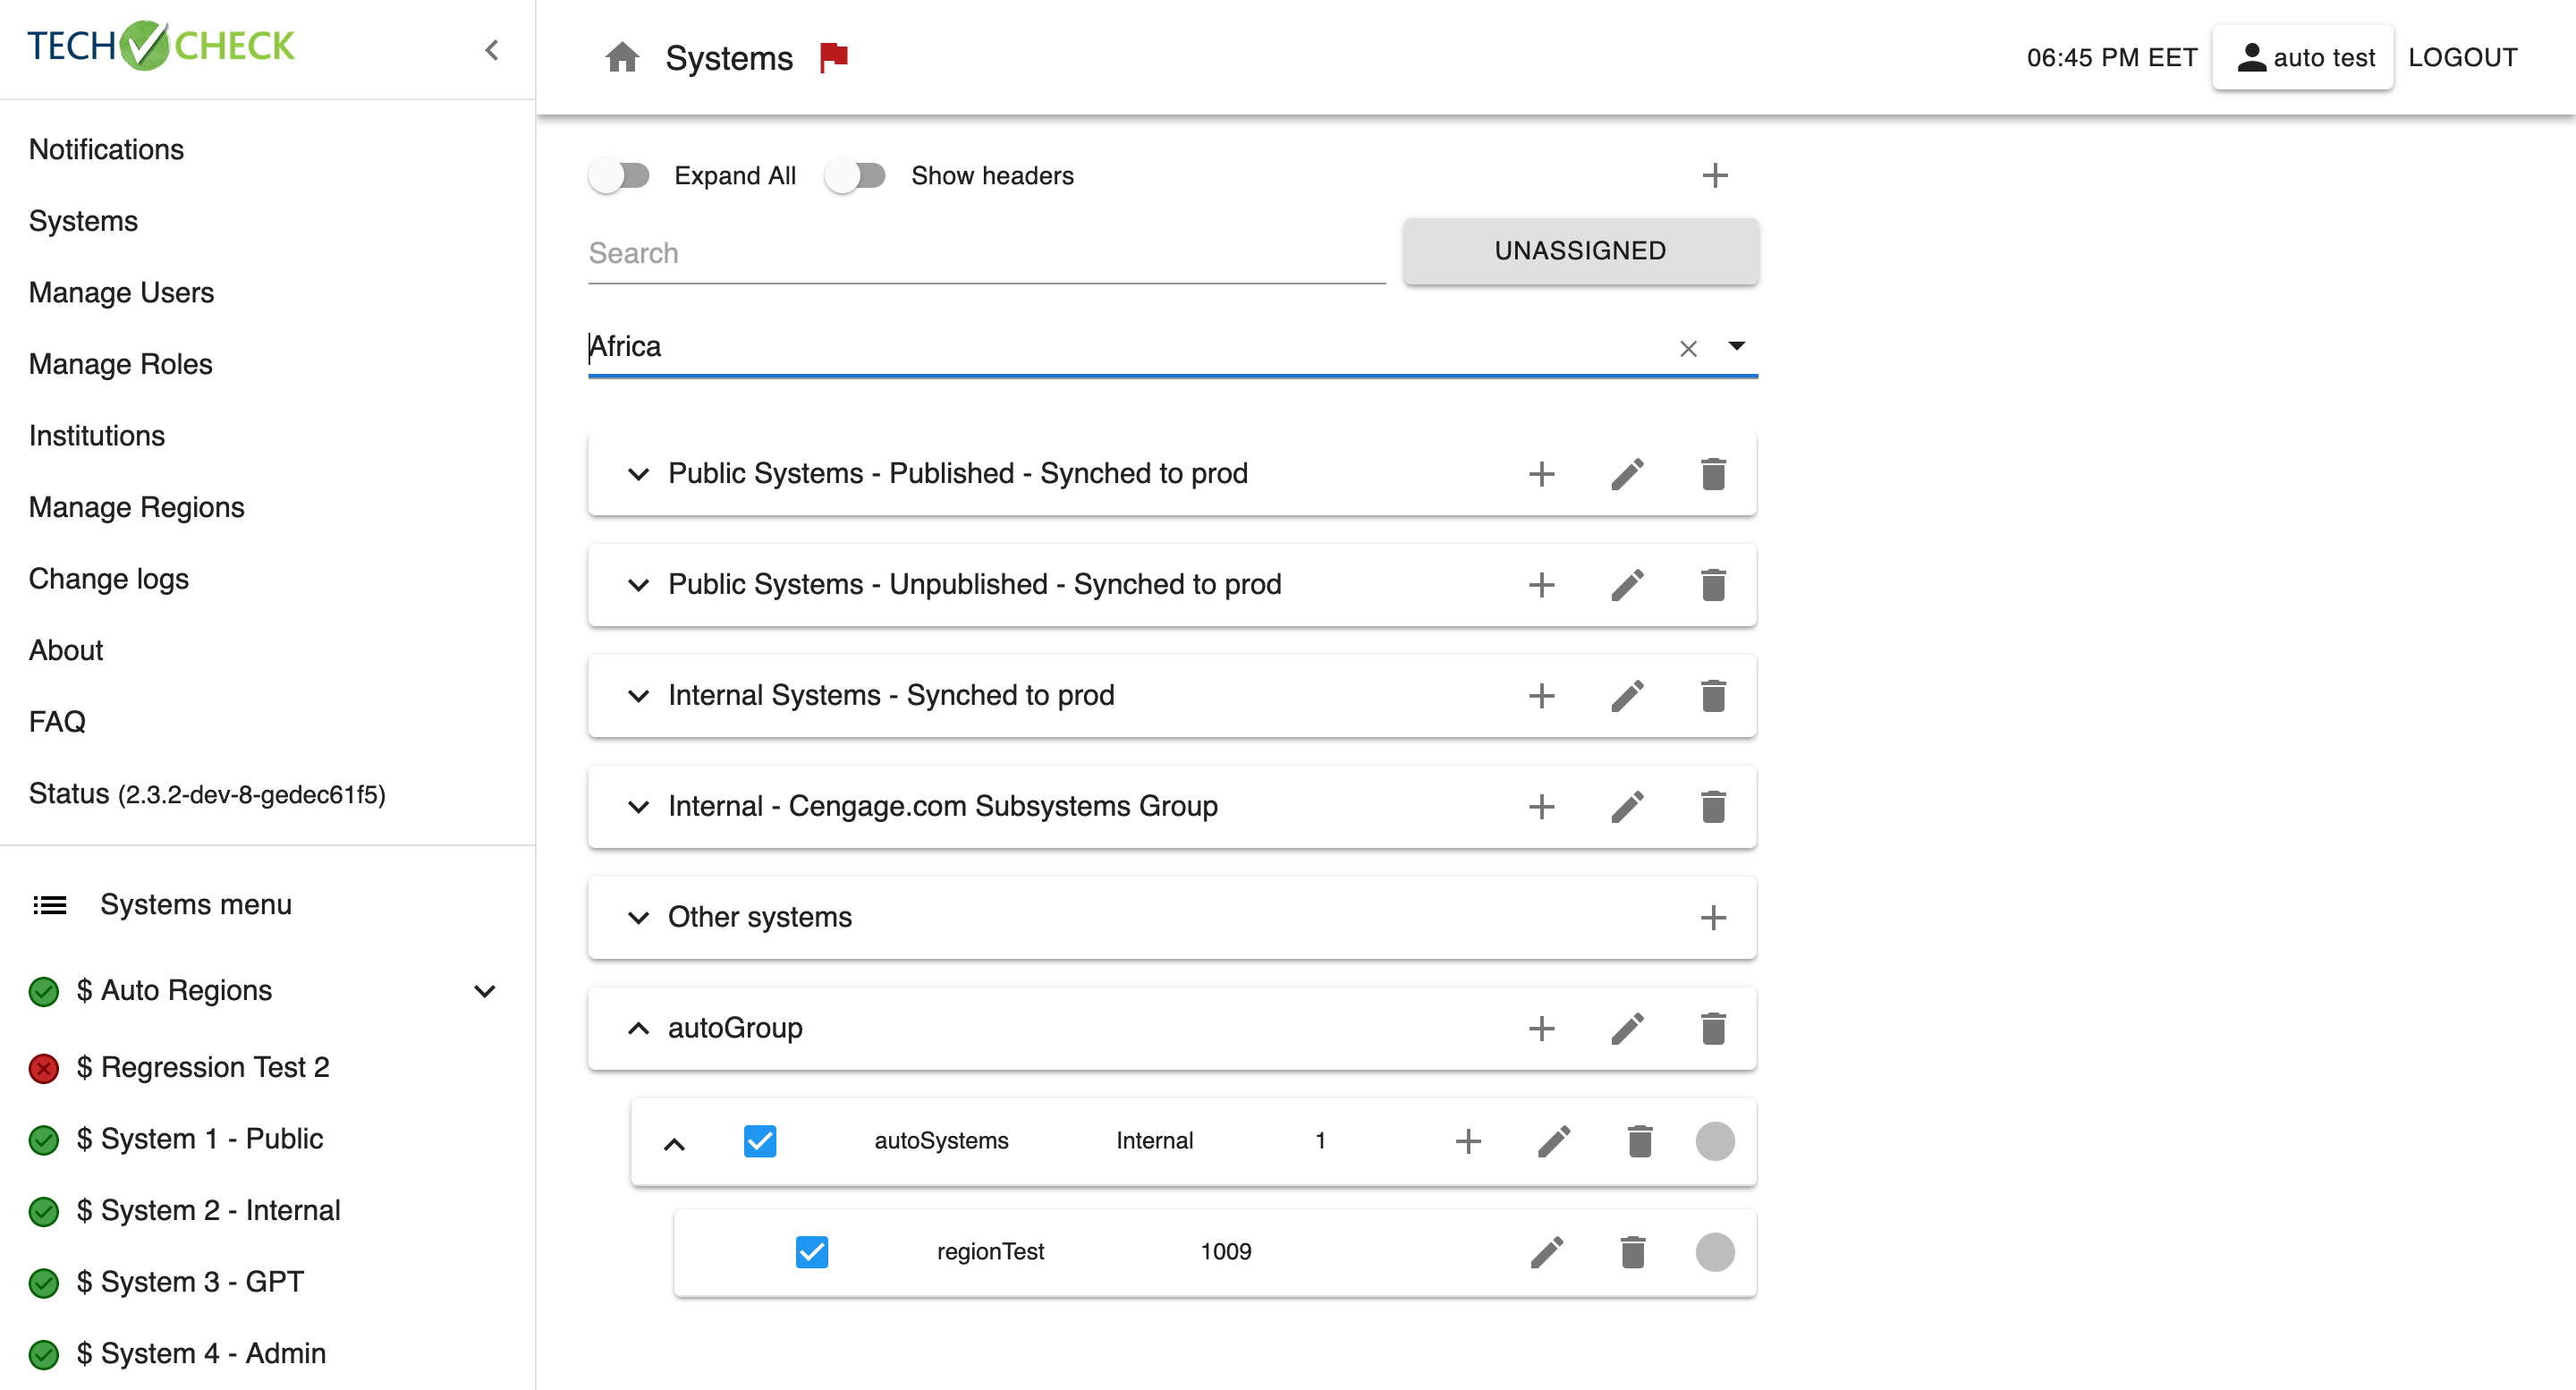 TECH CHECK
Notifications
Systems
Manage Users
Manage Roles
Institutions
Manage Regions
Change logs
About
FAQ
Status (2.3.2-dev-8-gedec61f5)
Systems menu
$ Auto Regions
$ Regression Test 2
$ System 1 - Public
$ System 2 - Internal
$ System 3 - GPT
$ System 4 - Admin
Systems
06:45 PM EET
auto test
LOGOUT
Expand All
Show headers
Search
UNASSIGNED
Africa
Public Systems - Published - Synched to prod
Public Systems - Unpublished - Synched to prod
Internal Systems - Synched to prod
Internal - Cengage.com Subsystems Group
Other systems
autoGroup
autoSystems Internal 1
regionTest 1009